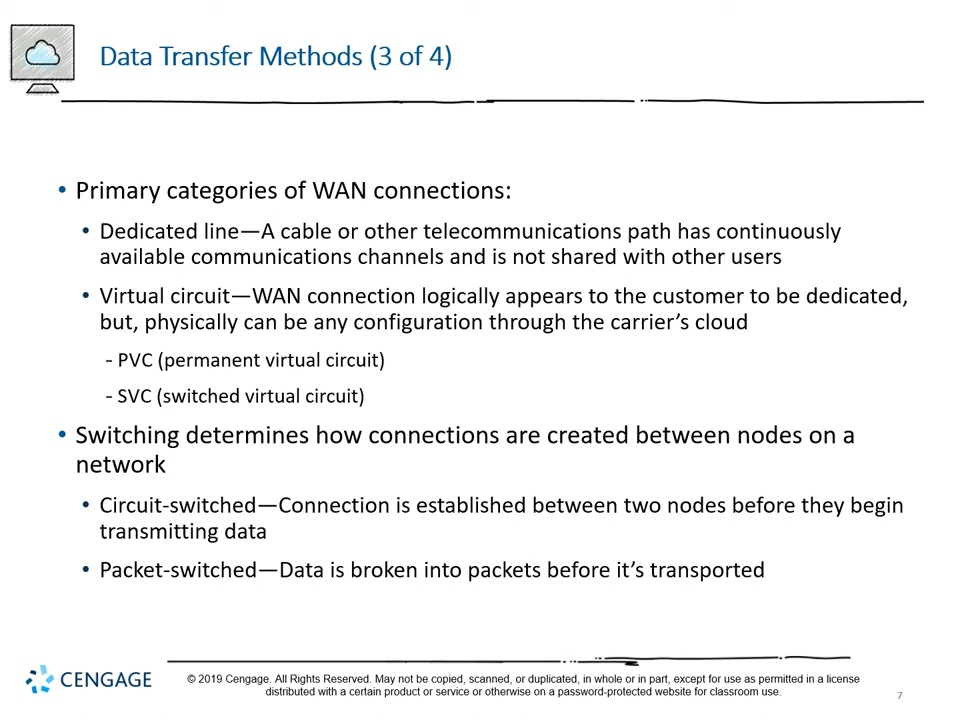 Data Transfer Methods (3 of 4)
• Primary categories of WAN connections:
• Dedicated line—A cable or other telecommunications path has continuously
available communications channels and is not shared with other users
• Virtual circuit—WAN connection logically appears to the customer to be dedicated,
but, physically can be any configuration through the carrier’s cloud
- PVC (permanent virtual circuit)
- SVC (switched virtual circuit)
• Switching determines how connections are created between nodes on a
network
• Circuit-switched—Connection is established between two nodes before they begin
transmitting data
• Packet-switched—Data is broken into packets before it’s transported
CENGAGE
© 2019 Cengage. All Rights Reserved. May not be copied, scanned, or duplicated, in whole or in part, except for use as permitted in a license
distributed with a certain product or service or otherwise on a password-protected website for classroom use.
7